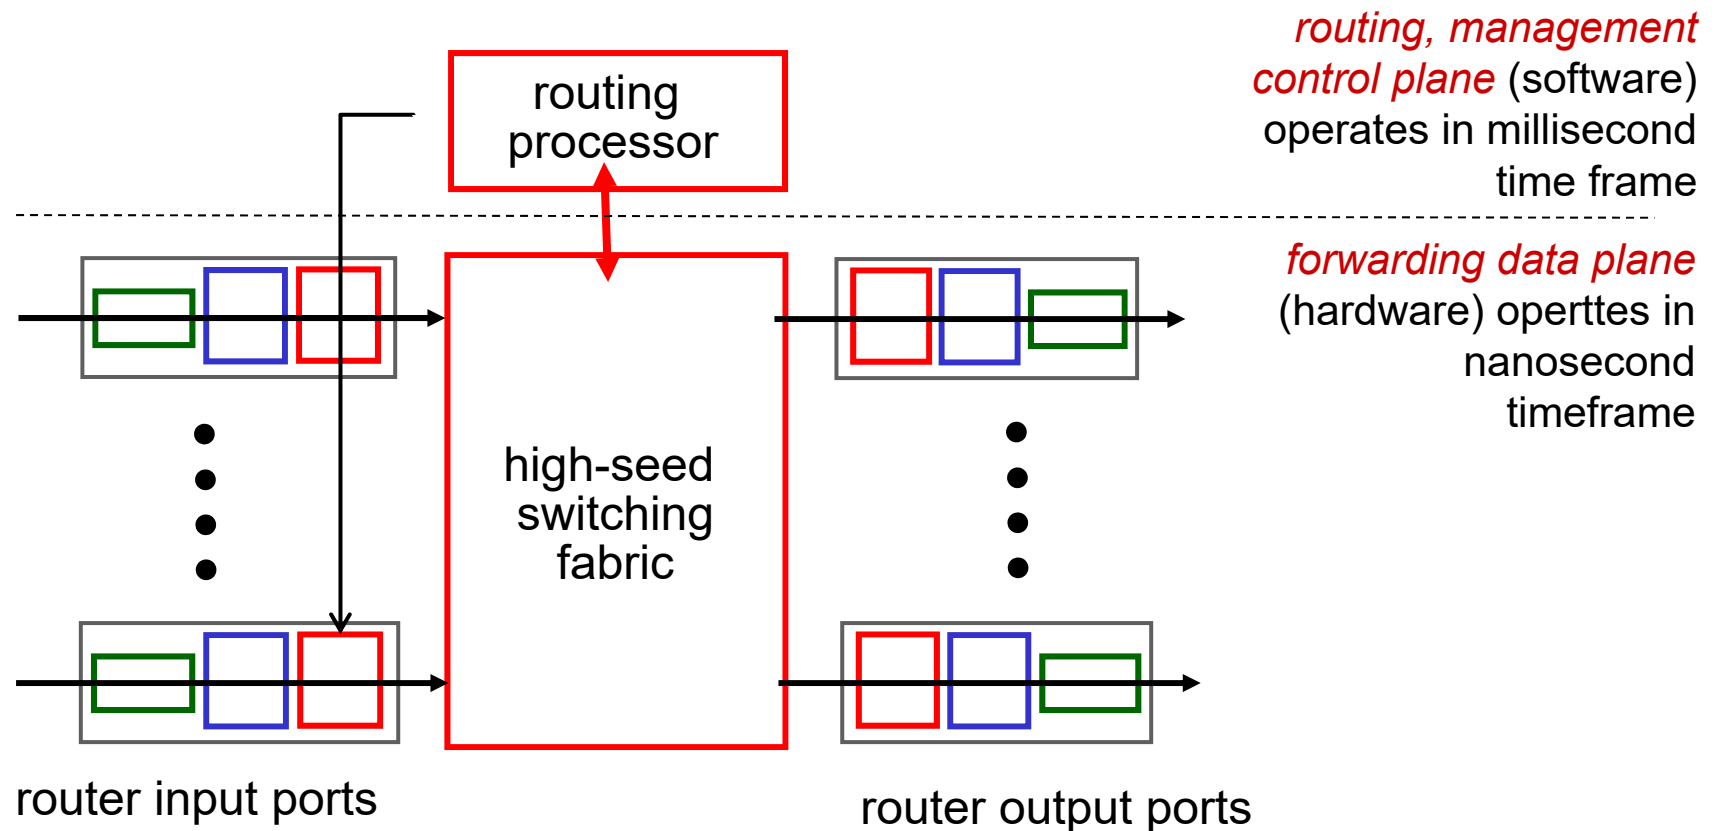 routing, management
control plane (software)
operates in millisecond
time frame
routing
processor
forwarding data plane
(hardware) operttes in
nanosecond
timeframe
high-seed
switching
fabric
router input ports
router output ports